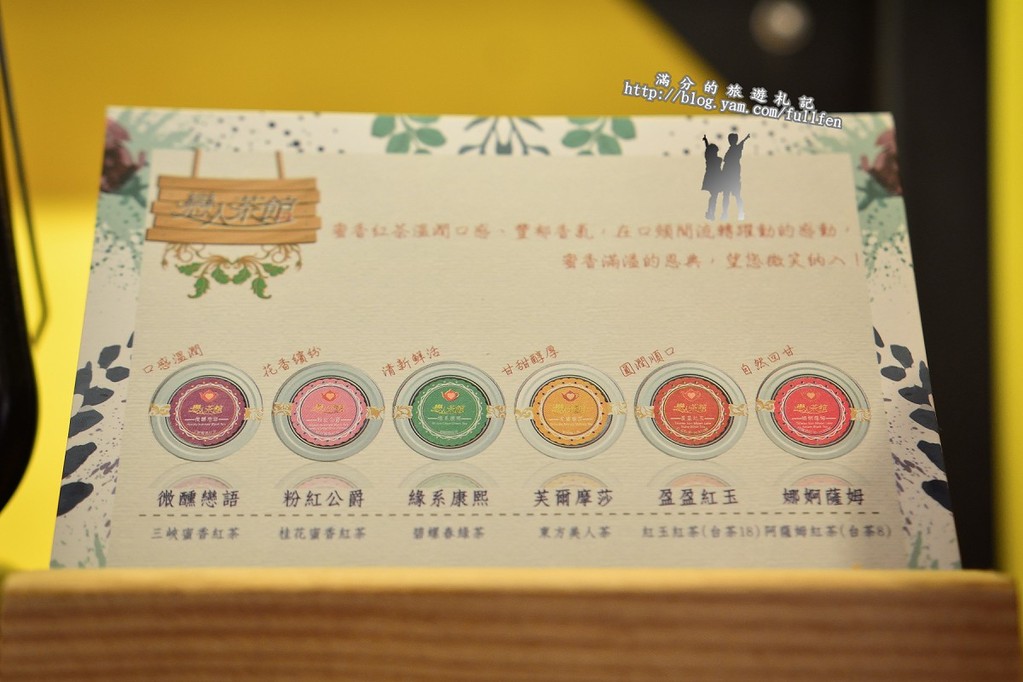 滿分的旅遊札記
http://blog.yam.com/fullfen
戀人茶館
蜜香紅茶溫潤口感、豐郁香氣，在口頰間流轉躍動的感動，
蜜香滿溢的恩典，望您微笑納入！
口感溫潤 花香繽紛 清新鮮活 甘甜醇厚 圓潤順口 自然回甘
微醺戀語 粉紅公爵 緣系康熙 芙爾摩莎 盈盈紅玉 娜婀薩姆
三峽蜜香紅茶 桂花蜜香紅茶 碧螺春綠茶 東方美人茶 紅玉紅茶(台茶18) 阿薩姆紅茶(台茶8)